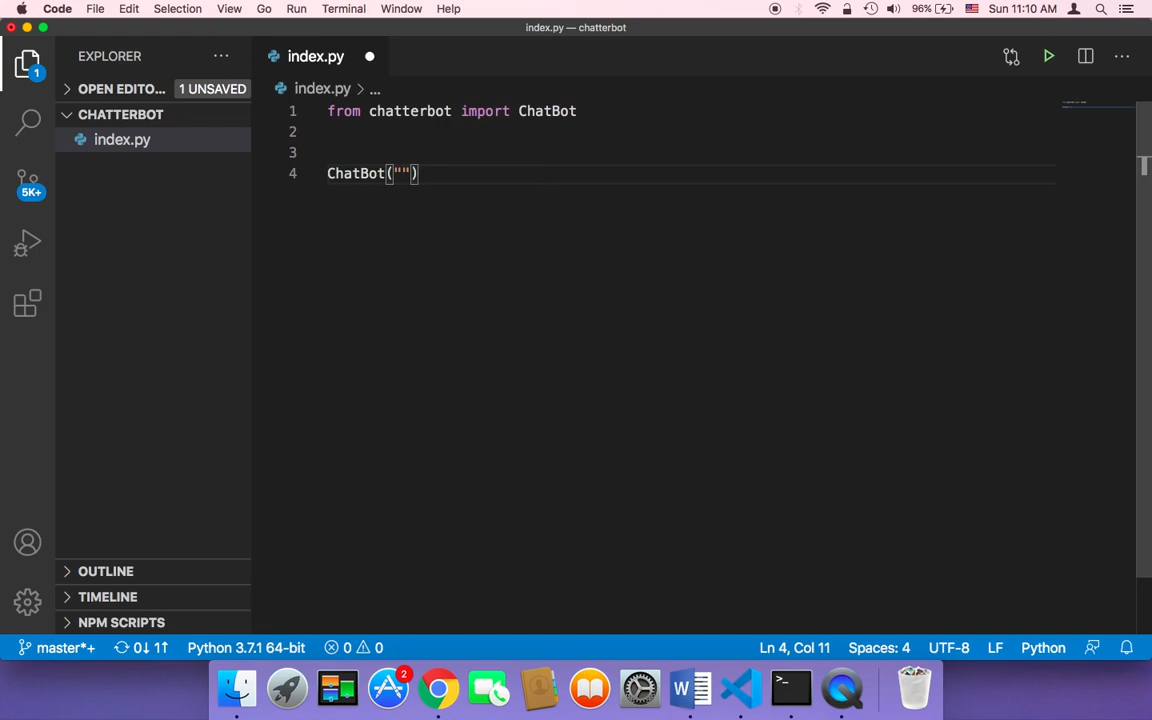 Code File Edit Selection View Go Run Terminal Window Help 96% Sun 11:10 AM
index.py — chatterbot
EXPLORER
index.py
1
OPEN EDITO... 1 UNSAVED
index.py > ...
CHATTERBOT
index.py
1 from chatterbot import ChatBot
2
3
4 ChatBot("")
5K+
OUTLINE
TIMELINE
NPM SCRIPTS
master*+ 0↓ 1↑ Python 3.7.1 64-bit 0 0 Ln 4, Col 11 Spaces: 4 UTF-8 LF Python
2
W
>_